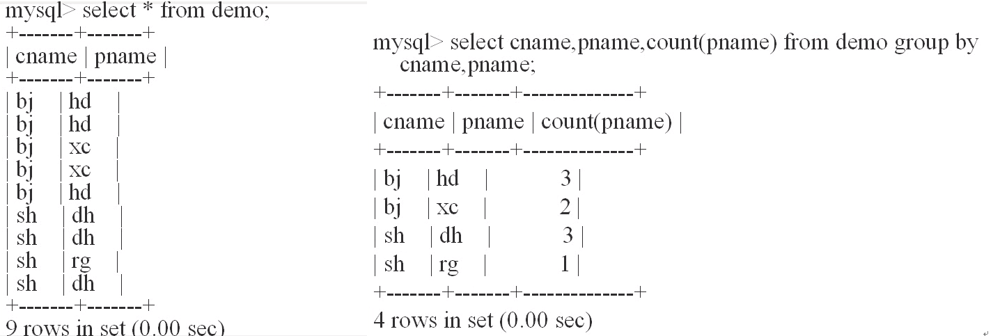 mysql> select * from demo;
+-------+-------+
| cname | pname |
+-------+-------+
| bj | hd |
| bj | hd |
| bj | xc |
| bj | xc |
| bj | hd |
| sh | dh |
| sh | dh |
| sh | rg |
| sh | dh |
+-------+-------+
9 rows in set (0.00 sec)
mysql> select cname,pname,count(pname) from demo group by
cname,pname;
+-------+-------+--------------+
| cname | pname | count(pname) |
+-------+-------+--------------+
| bj | hd | 3 |
| bj | xc | 2 |
| sh | dh | 3 |
| sh | rg | 1 |
+-------+-------+--------------+
4 rows in set (0.00 sec)